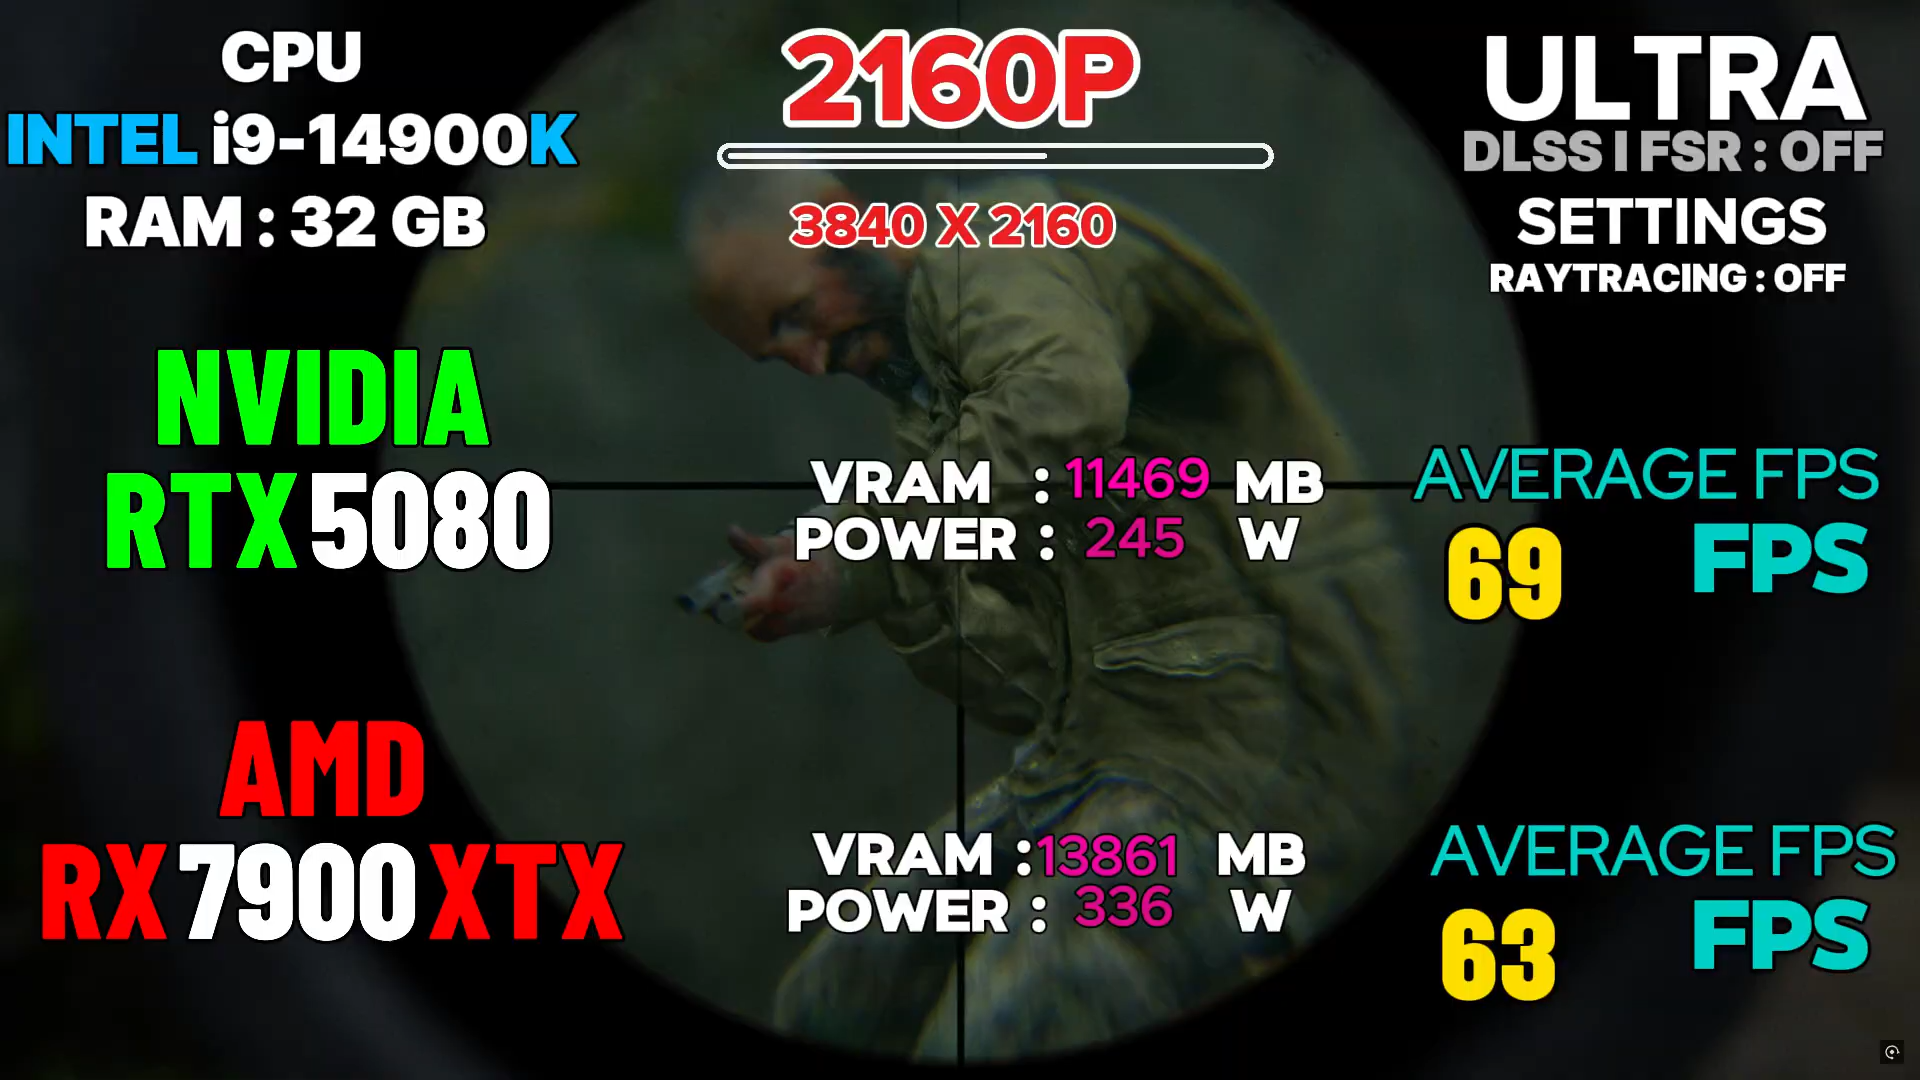 CPU
INTEL i9-14900K
RAM : 32 GB
2160P
3840 X 2160
ULTRA
DLSS | FSR : OFF
SETTINGS
RAYTRACING : OFF
NVIDIA
RTX 5080
VRAM : 11469 MB
POWER : 245 W
AVERAGE FPS
69 FPS
AMD
RX 7900 XTX
VRAM : 13861 MB
POWER : 336 W
AVERAGE FPS
63 FPS